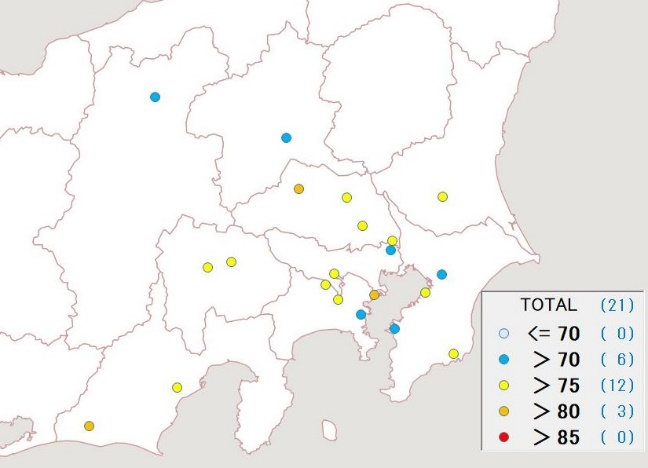 TOTAL (21)
<= 70 ( 0)
> 70 ( 6)
> 75 (12)
> 80 ( 3)
> 85 ( 0)